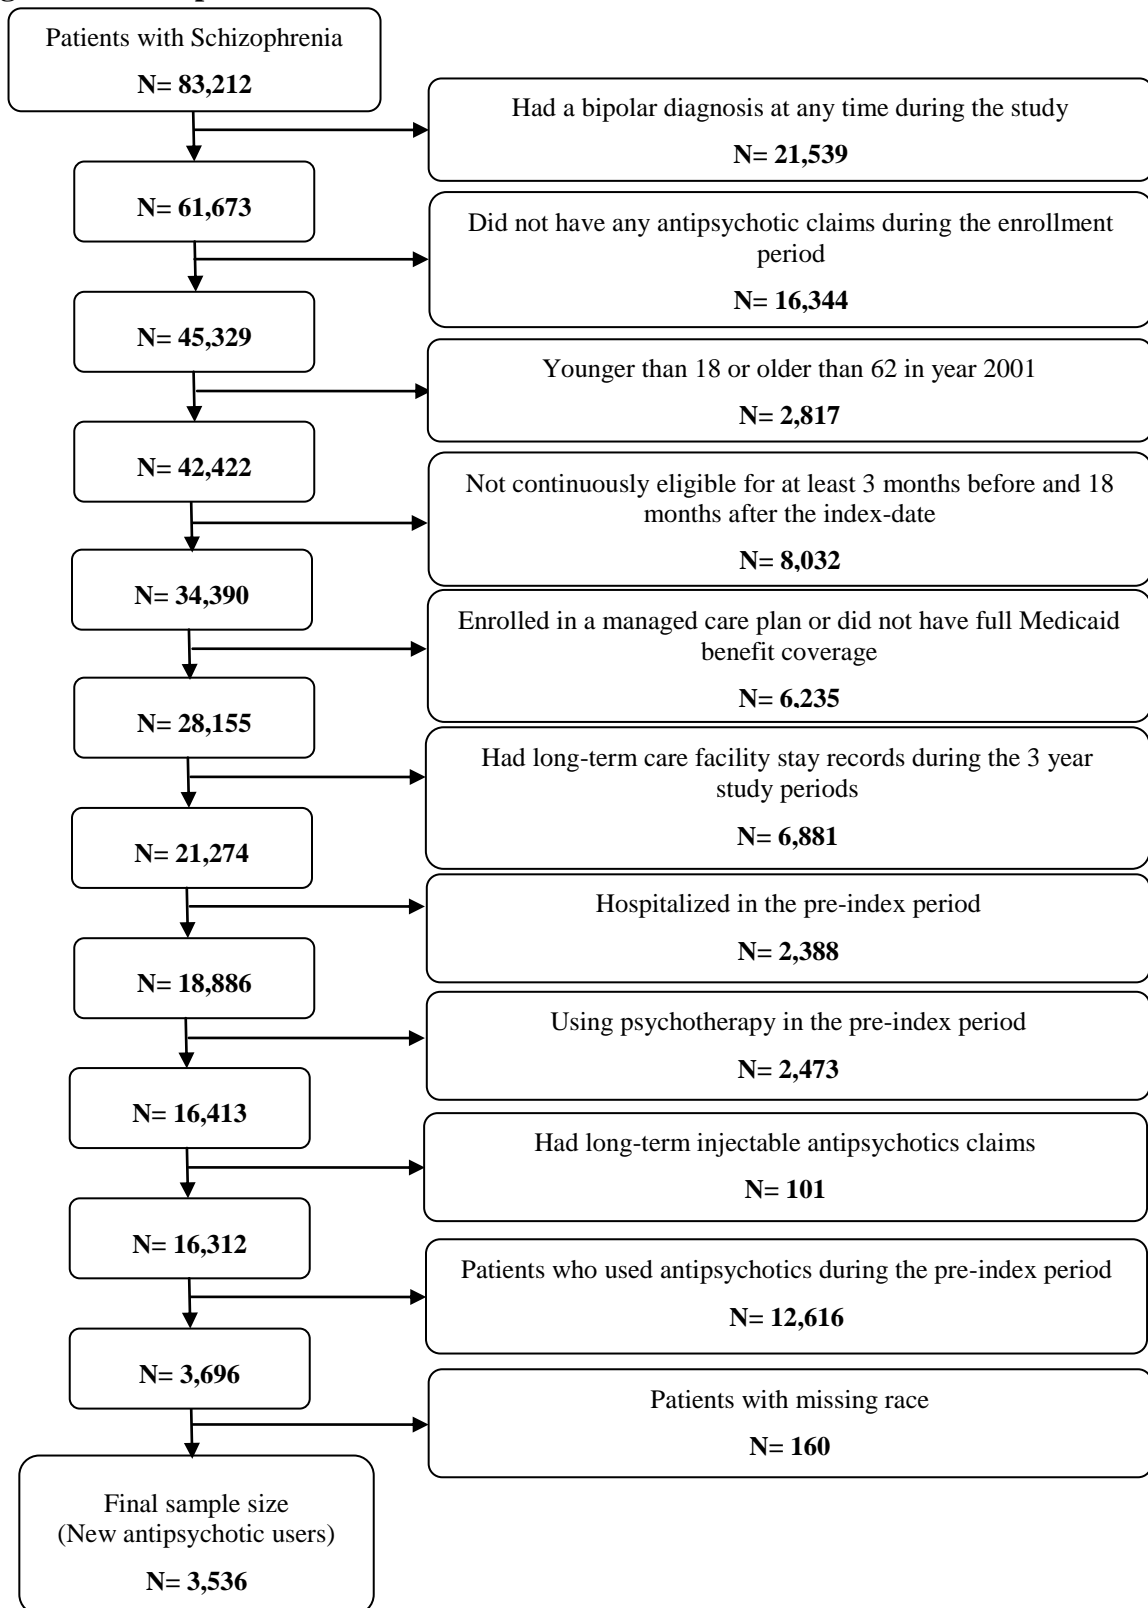 Patients with Schizophrenia
N= 83,212
Had a bipolar diagnosis at any time during the study
N= 21,539
N= 61,673
Did not have any antipsychotic claims during the enrollment
period
N= 16,344
N= 45,329
Younger than 18 or older than 62 in year 2001
N= 2,817
N= 42,422
Not continuously eligible for at least 3 months before and 18
months after the index-date
N= 8,032
N= 34,390
Enrolled in a managed care plan or did not have full Medicaid
benefit coverage
N= 6,235
N= 28,155
Had long-term care facility stay records during the 3 year
study periods
N= 6,881
N= 21,274
Hospitalized in the pre-index period
N= 2,388
N= 18,886
Using psychotherapy in the pre-index period
N= 2,473
N= 16,413
Had long-term injectable antipsychotics claims
N= 101
N= 16,312
Patients who used antipsychotics during the pre-index period
N= 12,616
N= 3,696
Patients with missing race
N= 160
Final sample size
(New antipsychotic users)
N= 3,536